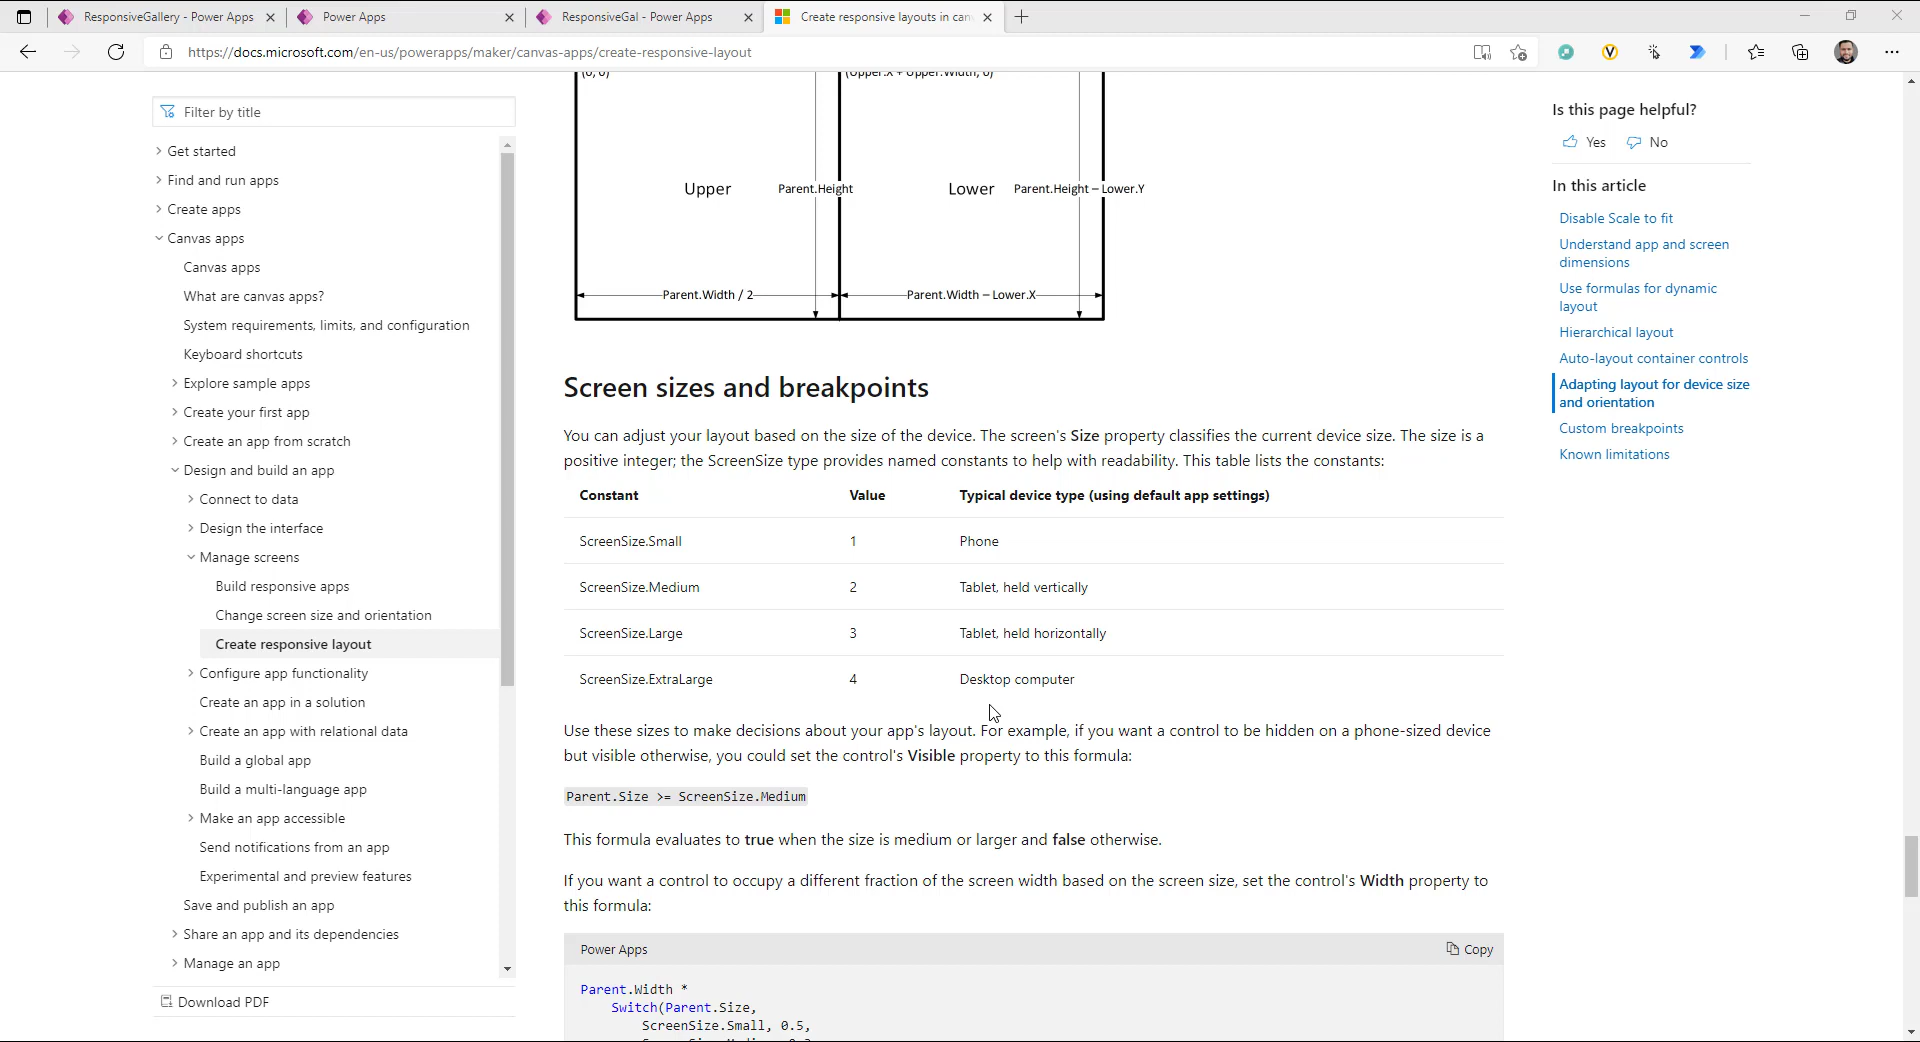 ResponsiveGallery - Power Apps
Power Apps
ResponsiveGal - Power Apps
Create responsive layouts in can
https://docs.microsoft.com/en-us/powerapps/maker/canvas-apps/create-responsive-layout
Filter by title
Get started
Find and run apps
Create apps
Canvas apps
Canvas apps
What are canvas apps?
System requirements, limits, and configuration
Keyboard shortcuts
Explore sample apps
Create your first app
Create an app from scratch
Design and build an app
Connect to data
Design the interface
Manage screens
Build responsive apps
Change screen size and orientation
Create responsive layout
Configure app functionality
Create an app in a solution
Create an app with relational data
Build a global app
Build a multi-language app
Make an app accessible
Send notifications from an app
Experimental and preview features
Save and publish an app
Share an app and its dependencies
Manage an app
Download PDF
(0, 0)
(Upper.X + Upper.Width, 0)
Upper
Parent.Height
Lower
Parent.Height – Lower.Y
Parent.Width / 2
Parent.Width – Lower.X
Screen sizes and breakpoints
You can adjust your layout based on the size of the device. The screen's Size property classifies the current device size. The size is a
positive integer; the ScreenSize type provides named constants to help with readability. This table lists the constants:
Constant Value Typical device type (using default app settings)
ScreenSize.Small 1 Phone
ScreenSize.Medium 2 Tablet, held vertically
ScreenSize.Large 3 Tablet, held horizontally
ScreenSize.ExtraLarge 4 Desktop computer
Use these sizes to make decisions about your app's layout. For example, if you want a control to be hidden on a phone-sized device
but visible otherwise, you could set the control's Visible property to this formula:
Parent.Size >= ScreenSize.Medium
This formula evaluates to true when the size is medium or larger and false otherwise.
If you want a control to occupy a different fraction of the screen width based on the screen size, set the control's Width property to
this formula:
Power Apps
Copy
Parent.Width *
Switch(Parent.Size,
ScreenSize.Small, 0.5,
Is this page helpful?
Yes No
In this article
Disable Scale to fit
Understand app and screen
dimensions
Use formulas for dynamic
layout
Hierarchical layout
Auto-layout container controls
Adapting layout for device size
and orientation
Custom breakpoints
Known limitations